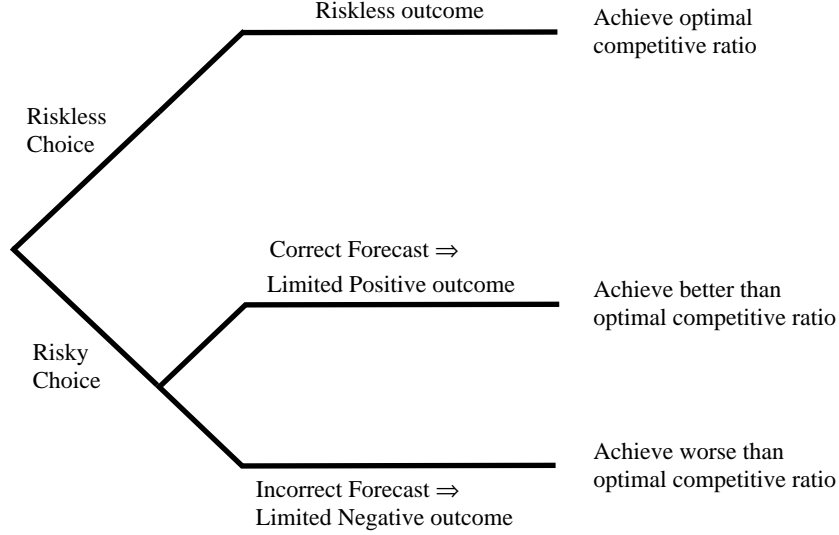 Riskless outcome
Achieve optimal
competitive ratio
Riskless
Choice
Correct Forecast ⇒
Limited Positive outcome
Achieve better than
optimal competitive ratio
Risky
Choice
Achieve worse than
optimal competitive ratio
Incorrect Forecast ⇒
Limited Negative outcome